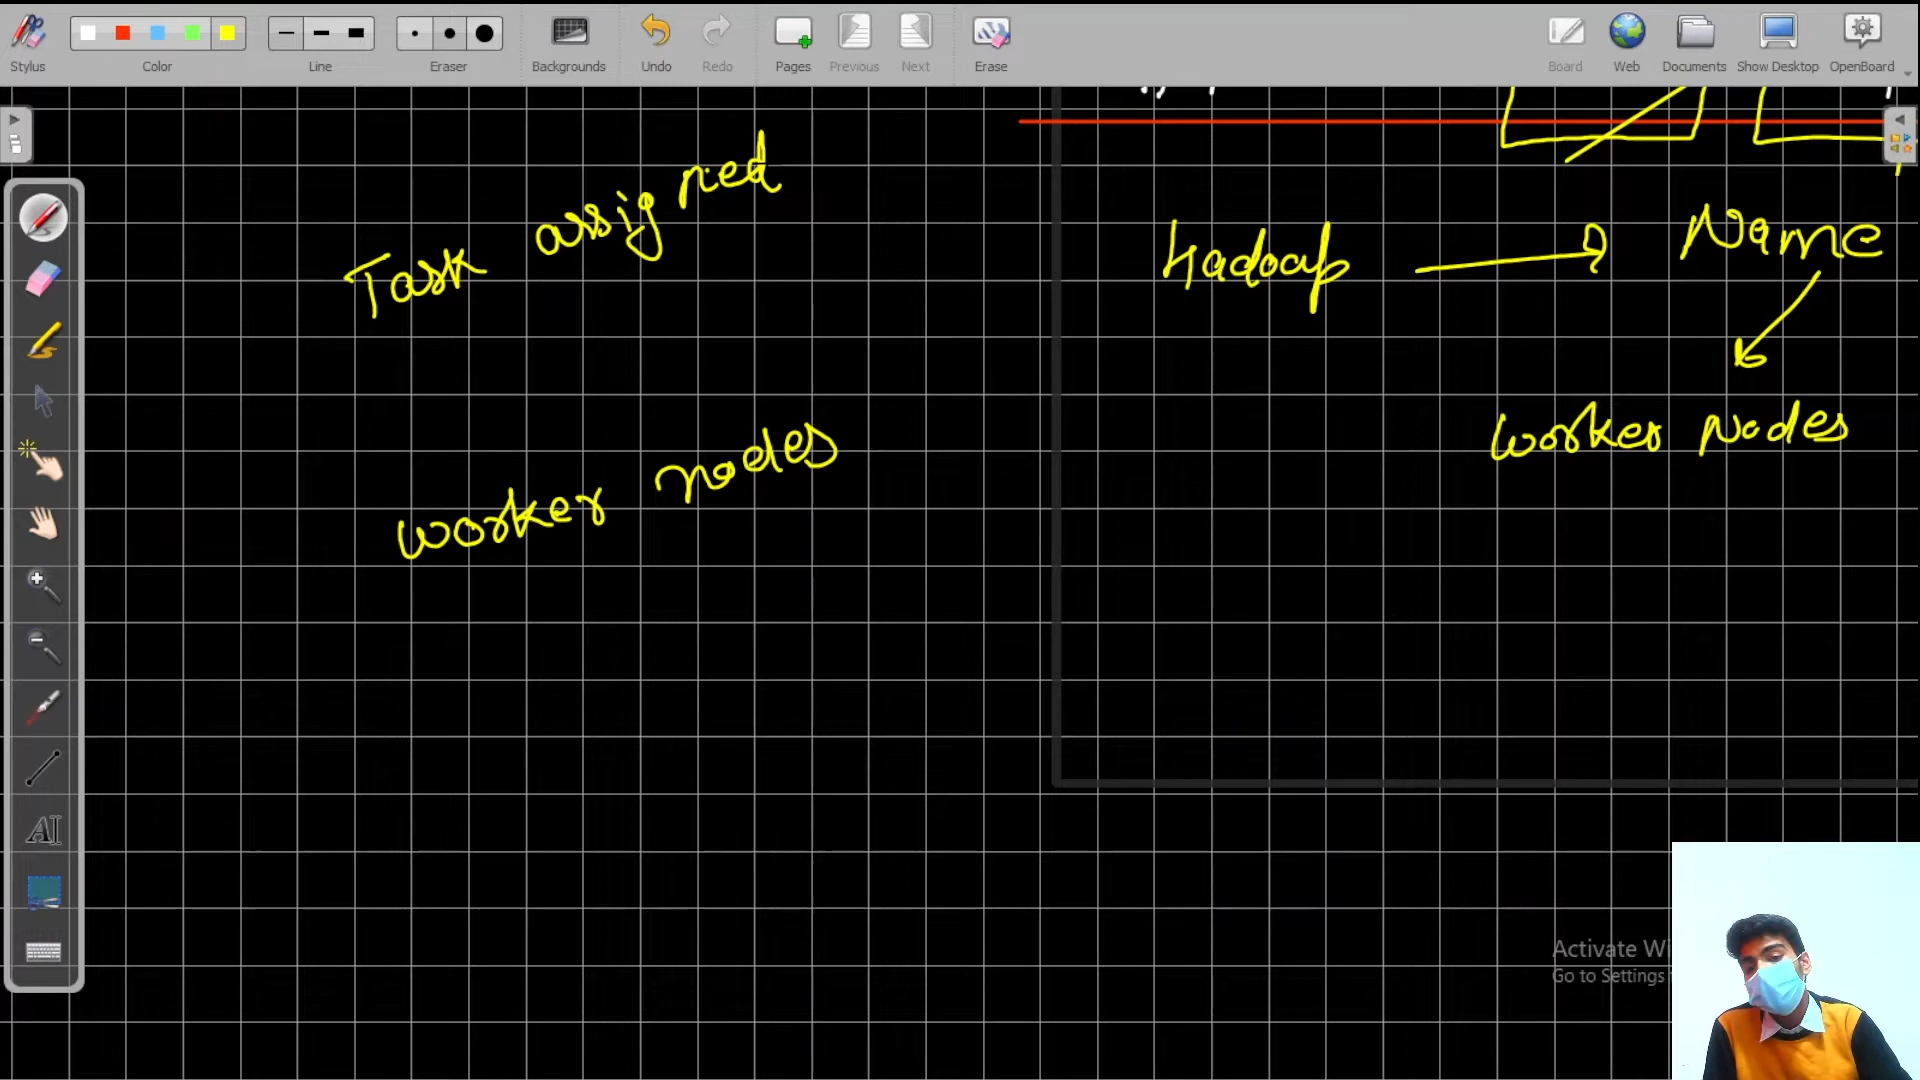 Stylus
Color
Line
Eraser
Backgrounds
Undo
Redo
Pages
Previous
Next
Erase
Board
Web
Documents
Show Desktop
OpenBoard
Task assigned
worker nodes
Hadoop
Name
Worker Nodes
AI
Activate Wi
Go to Settings